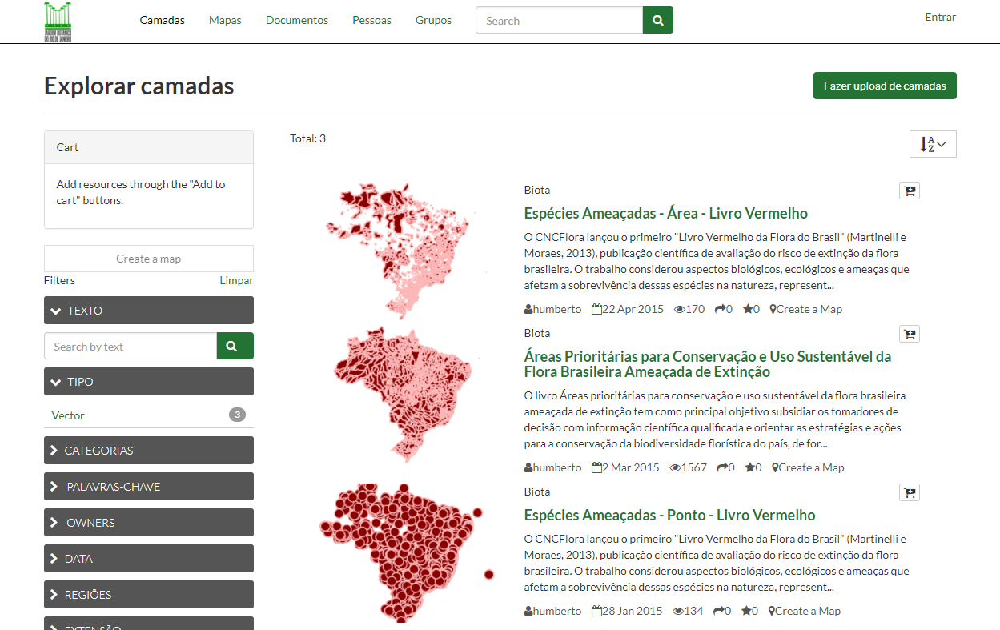 JARDIM BOTÂNICO
DO RIO DE JANEIRO
Camadas Mapas Documentos Pessoas Grupos Search Entrar
Explorar camadas
Fazer upload de camadas
Cart
Add resources through the "Add to
cart" buttons.
Create a map
Filters Limpar
TEXTO
Search by text
TIPO
Vector 3
CATEGORIAS
PALAVRAS-CHAVE
OWNERS
DATA
REGIÕES
EXTENSÃO
Total: 3
A
Z
Biota
Espécies Ameaçadas - Área - Livro Vermelho
O CNCFlora lançou o primeiro "Livro Vermelho da Flora do Brasil" (Martinelli e
Moraes, 2013), publicação científica de avaliação do risco de extinção da flora
brasileira. O trabalho considerou aspectos biológicos, ecológicos e ameaças que
afetam a sobrevivência dessas espécies na natureza, represent...
humberto 22 Apr 2015 170 0 0 Create a Map
Biota
Áreas Prioritárias para Conservação e Uso Sustentável da
Flora Brasileira Ameaçada de Extinção
O livro Áreas prioritárias para conservação e uso sustentável da flora brasileira
ameaçada de extinção tem como principal objetivo subsidiar os tomadores de
decisão com informação científica qualificada e orientar as estratégias e ações
para a conservação da biodiversidade florística do país, de for...
humberto 2 Mar 2015 1567 0 0 Create a Map
Biota
Espécies Ameaçadas - Ponto - Livro Vermelho
O CNCFlora lançou o primeiro "Livro Vermelho da Flora do Brasil" (Martinelli e
Moraes, 2013), publicação científica de avaliação do risco de extinção da flora
brasileira. O trabalho considerou aspectos biológicos, ecológicos e ameaças que
afetam a sobrevivência dessas espécies na natureza, represent...
humberto 28 Jan 2015 134 0 0 Create a Map